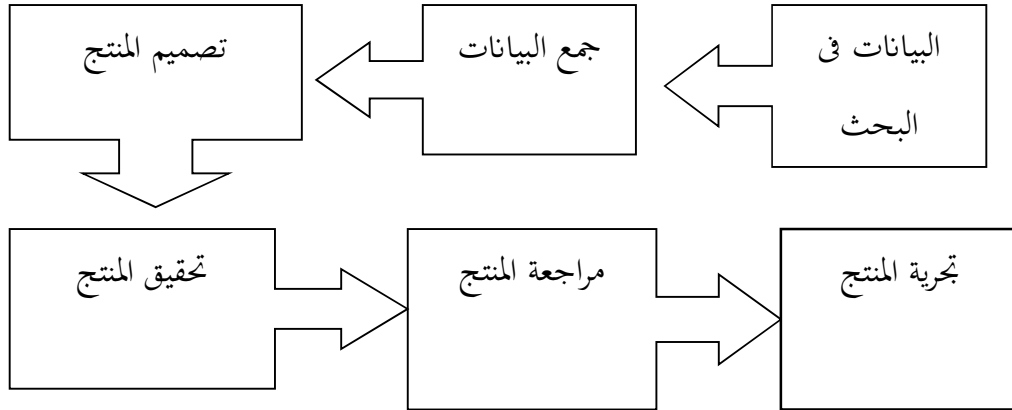 البيانات فى
البحث
جمع البيانات
تصميم المنتج
تحقيق المنتج
مراجعة المنتج
تجربة المنتج